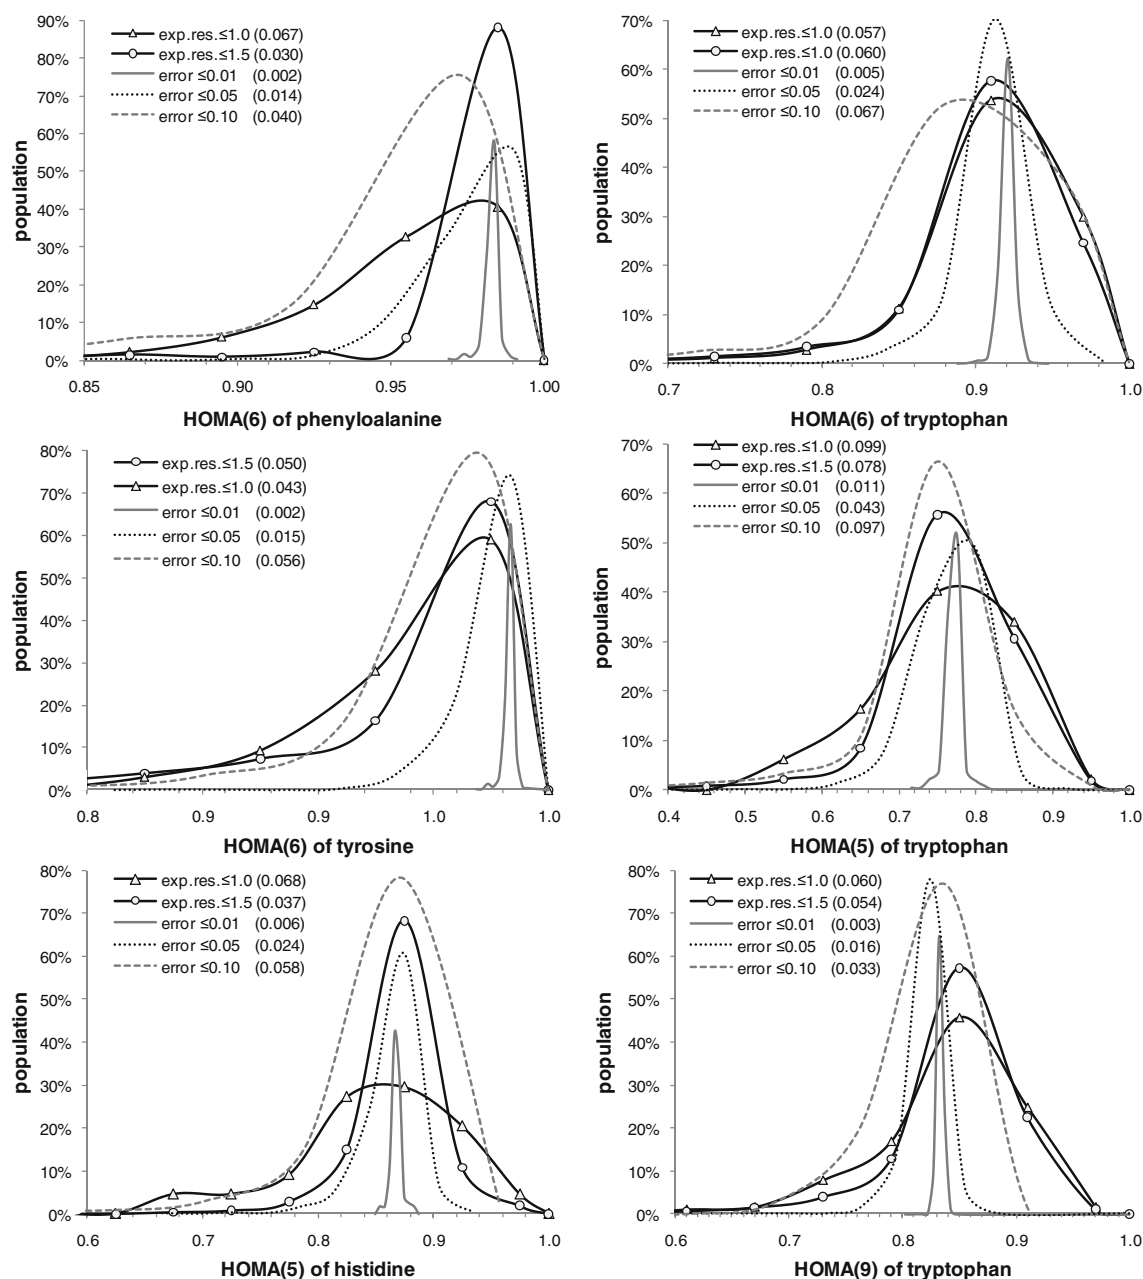 90%
80%
70%
60%
50%
40%
30%
20%
10%
0%
population
exp.res.≤1.0 (0.067)
exp.res.≤1.5 (0.030)
error ≤0.01 (0.002)
error ≤0.05 (0.014)
error ≤0.10 (0.040)
0.85 0.90 0.95 1.00
HOMA(6) of phenyloalanine
70%
60%
50%
40%
30%
20%
10%
0%
population
exp.res.≤1.0 (0.057)
exp.res.≤1.0 (0.060)
error ≤0.01 (0.005)
error ≤0.05 (0.024)
error ≤0.10 (0.067)
0.7 0.8 0.9 1.0
HOMA(6) of tryptophan
80%
70%
60%
50%
40%
30%
20%
10%
0%
population
exp.res.≤1.5 (0.050)
exp.res.≤1.0 (0.043)
error ≤0.01 (0.002)
error ≤0.05 (0.015)
error ≤0.10 (0.056)
0.8 0.9 0.9 1.0 1.0
HOMA(6) of tyrosine
70%
60%
50%
40%
30%
20%
10%
0%
population
exp.res.≤1.0 (0.099)
exp.res.≤1.5 (0.078)
error ≤0.01 (0.011)
error ≤0.05 (0.043)
error ≤0.10 (0.097)
0.4 0.5 0.6 0.7 0.8 0.9 1.0
HOMA(5) of tryptophan
80%
70%
60%
50%
40%
30%
20%
10%
0%
population
exp.res.≤1.0 (0.068)
exp.res.≤1.5 (0.037)
error ≤0.01 (0.006)
error ≤0.05 (0.024)
error ≤0.10 (0.058)
0.6 0.7 0.8 0.9 1.0
HOMA(5) of histidine
80%
70%
60%
50%
40%
30%
20%
10%
0%
population
exp.res.≤1.0 (0.060)
exp.res.≤1.5 (0.054)
error ≤0.01 (0.003)
error ≤0.05 (0.016)
error ≤0.10 (0.033)
0.6 0.7 0.8 0.9 1.0
HOMA(9) of tryptophan